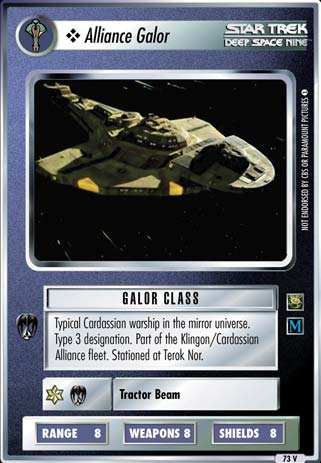 ❖ Alliance Galor
STAR TREK
DEEP SPACE NINE™
NOT ENDORSED BY CBS OR PARAMOUNT PICTURES 1
GALOR CLASS
Typical Cardassian warship in the mirror universe.
Type 3 designation. Part of the Klingon/Cardassian
Alliance fleet. Stationed at Terok Nor.
M
Tractor Beam
RANGE 8 WEAPONS 8 SHIELDS 8
73 V